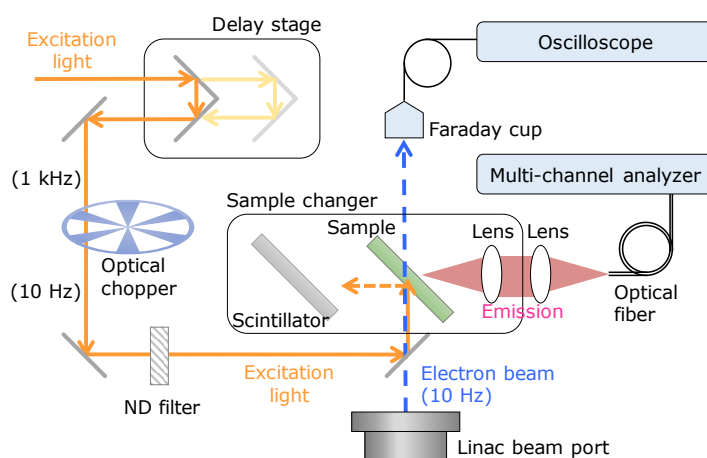 Delay stage
Excitation
light
Oscilloscope
Faraday cup
Multi-channel analyzer
(1 kHz)
Sample changer
Sample
Lens
Lens
Optical
chopper
(10 Hz)
Scintillator
Emission
Optical
fiber
ND filter
Excitation
light
Electron beam
(10 Hz)
Linac beam port